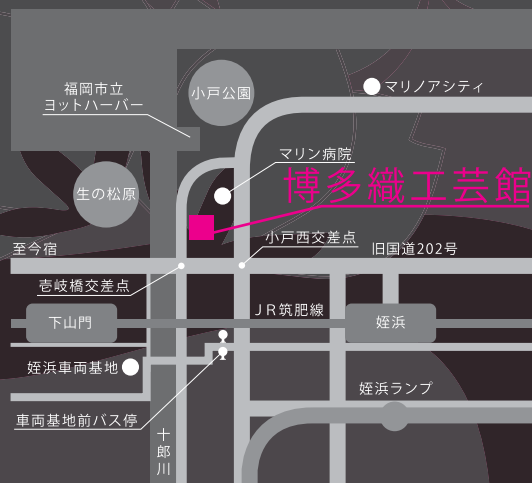 福岡市立
ヨットハーバー
小戸公園
マリノアシティ
マリン病院
生の松原
博多織工芸館
小戸西交差点
旧国道202号
至今宿
壱岐橋交差点
JR筑肥線
下山門
姪浜
姪浜車両基地
姪浜ランプ
車両基地前バス停
十郎川